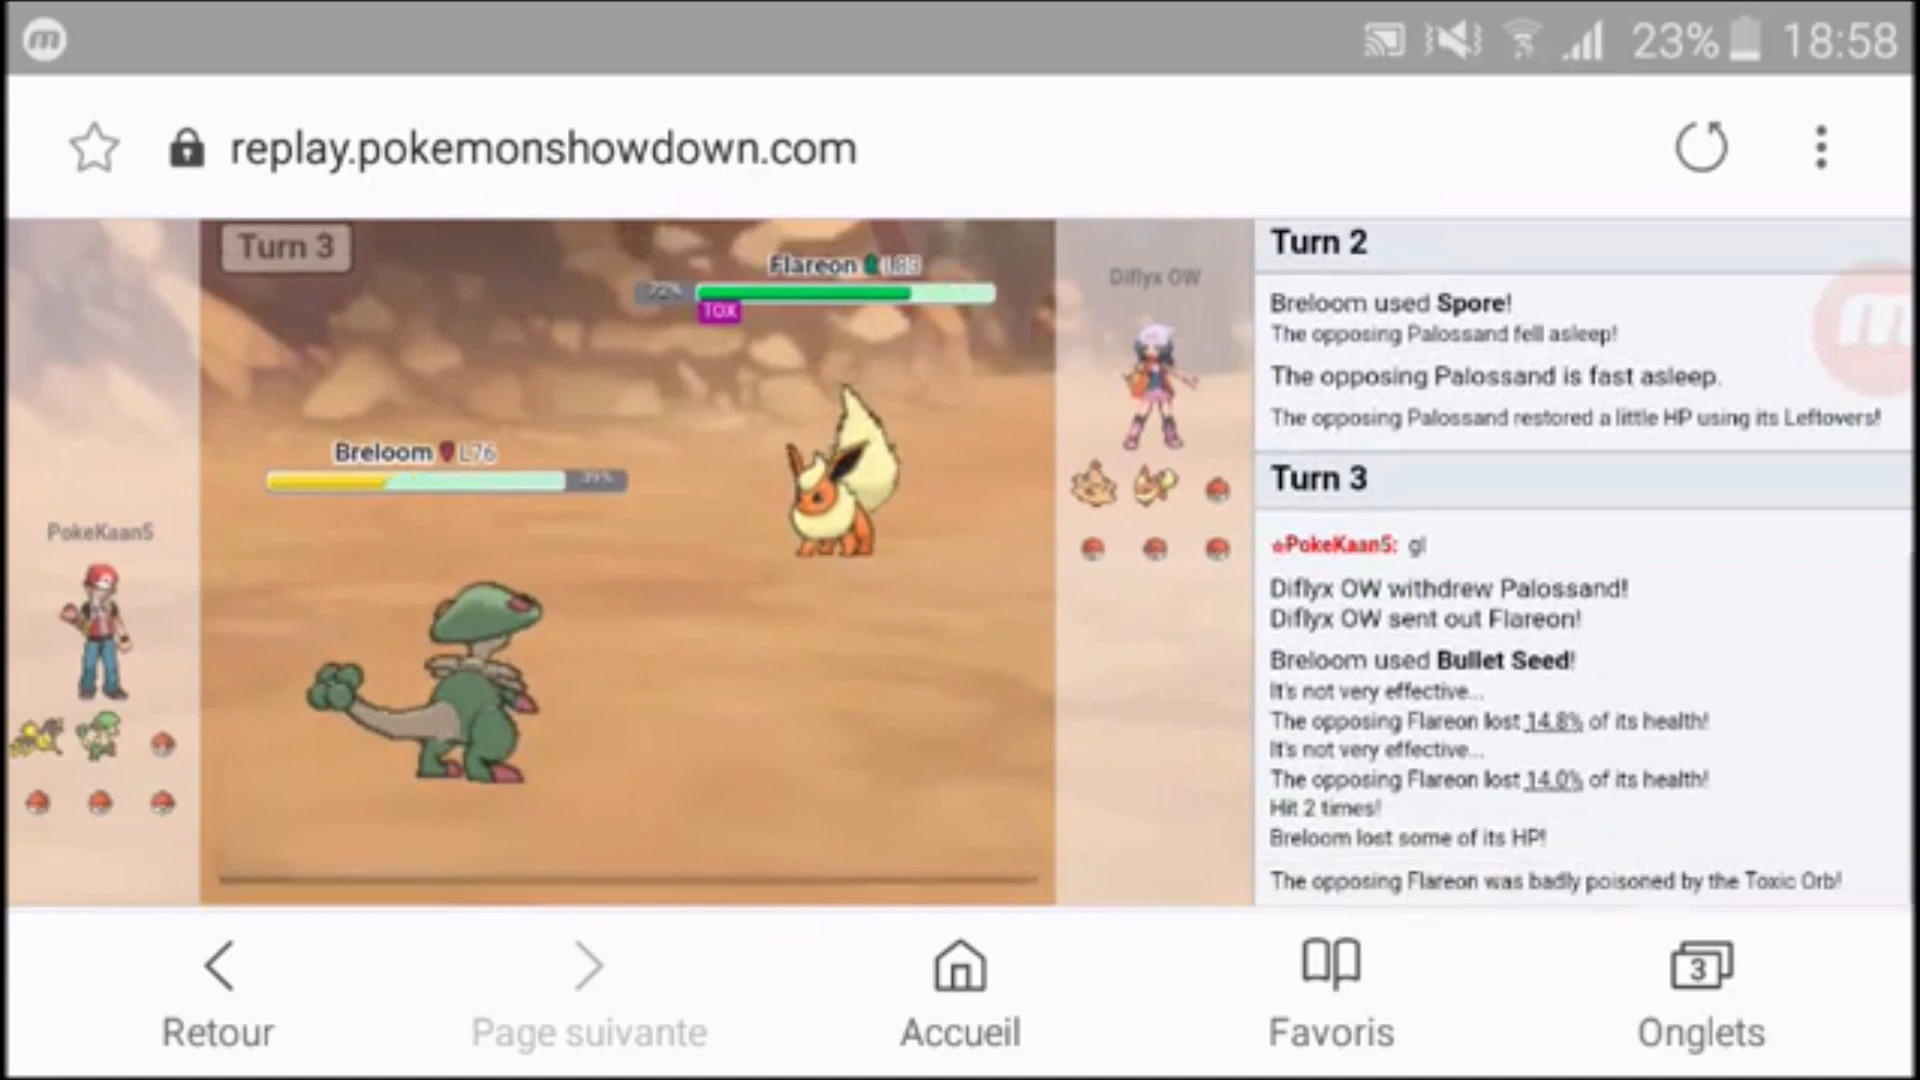 23% 18:58
replay.pokemonshowdown.com
Turn 3
Flareon
72%
TOX
Diflyx OW
Breloom L76
39%
PokeKaan5
Turn 2
Breloom used Spore!
The opposing Palossand fell asleep!
The opposing Palossand is fast asleep.
The opposing Palossand restored a little HP using its Leftovers!
Turn 3
☆PokeKaan5: gl
Diflyx OW withdrew Palossand!
Diflyx OW sent out Flareon!
Breloom used Bullet Seed!
It's not very effective...
The opposing Flareon lost 14.8% of its health!
It's not very effective...
The opposing Flareon lost 14.0% of its health!
Hit 2 times!
Breloom lost some of its HP!
The opposing Flareon was badly poisoned by the Toxic Orb!
Retour
Page suivante
Accueil
Favoris
3
Onglets